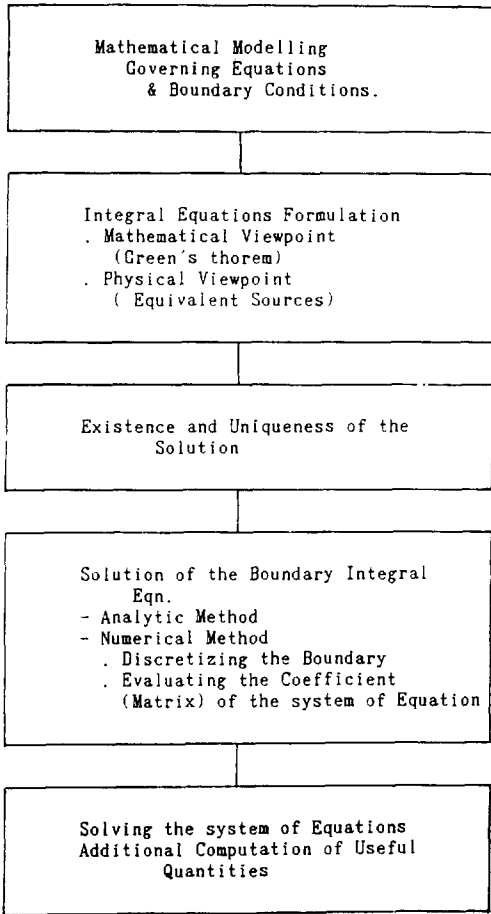 Mathematical Modelling
Governing Equations
& Boundary Conditions.
Integral Equations Formulation
. Mathematical Viewpoint
(Green's thorem)
. Physical Viewpoint
( Equivalent Sources)
Existence and Uniqueness of the
Solution
Solution of the Boundary Integral
Eqn.
- Analytic Method
- Numerical Method
. Discretizing the Boundary
. Evaluating the Coefficient
(Matrix) of the system of Equation
Solving the system of Equations
Additional Computation of Useful
Quantities